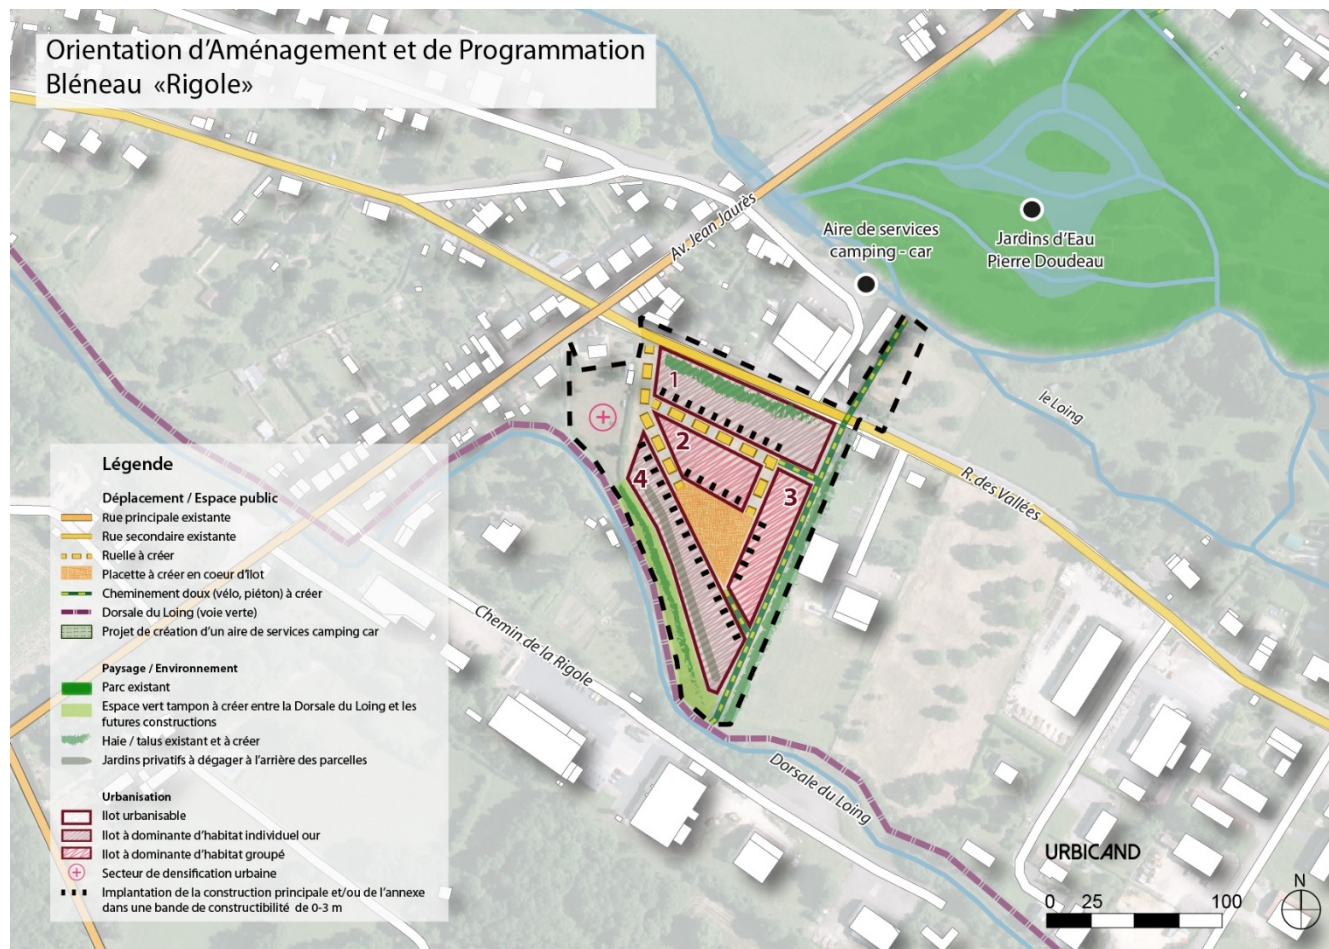 Orientation d'Aménagement et de Programmation
Bléneau «Rigole»
Av. Jean Jaurès
Aire de services
camping - car
Jardins d'Eau
Pierre Doudeau
le Loing
R. des Vallées
1
2
3
4
Chemin de la Rigole
Dorsale du Loing
Légende
Déplacement / Espace public
Rue principale existante
Rue secondaire existante
Ruelle à créer
Placette à créer en coeur d'Ilot
Cheminement doux (vélo, piéton) à créer
Dorsale du Loing (voie verte)
Projet de création d'un aire de services camping car
Paysage / Environnement
Parc existant
Espace vert tampon à créer entre la Dorsale du Loing et les
futures constructions
Haie / talus existant et à créer
Jardins privatifs à dégager à l'arrière des parcelles
Urbanisation
Ilot urbanisable
Ilot à dominante d'habitat individuel our
Ilot à dominante d'habitat groupé
Secteur de densification urbaine
Implantation de la construction principale et/ou de l'annexe
dans une bande de constructibilité de 0-3 m
URBICAND
0 25 100
N